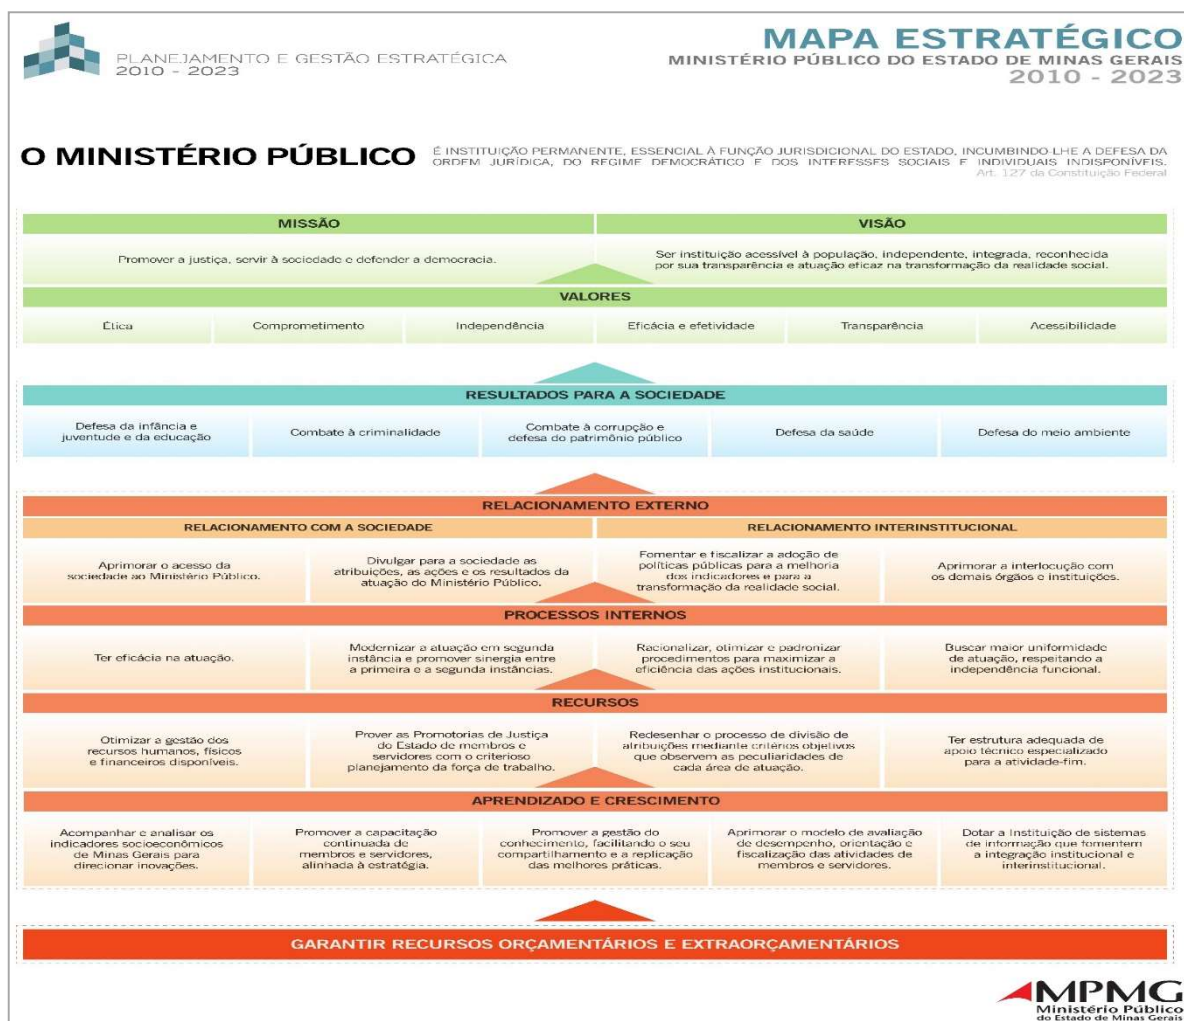 PLANEJAMENTO E GESTÃO ESTRATÉGICA
2010 - 2023
MAPA ESTRATÉGICO
MINISTÉRIO PÚBLICO DO ESTADO DE MINAS GERAIS
2010 - 2023
O MINISTÉRIO PÚBLICO
É INSTITUIÇÃO PERMANENTE, ESSENCIAL À FUNÇÃO JURISDICIONAL DO ESTADO, INCUMBINDO-LHE A DEFESA DA
ORDEM JURÍDICA, DO REGIME DEMOCRÁTICO E DOS INTERESSES SOCIAIS E INDIVIDUAIS INDISPONÍVEIS.
Art. 127 da Constituição Federal
MISSÃO
Promover a justiça, servir à sociedade e defender a democracia.
VISÃO
Ser instituição acessível à população, independente, integrada, reconhecida
por sua transparência e atuação eficaz na transformação da realidade social.
VALORES
Ética
Comprometimento
Independência
Eficácia e efetividade
Transparência
Acessibilidade
RESULTADOS PARA A SOCIEDADE
Defesa da infância e
juventude e da educação
Combate à criminalidade
Combate à corrupção e
defesa do patrimônio público
Defesa da saúde
Defesa do meio ambiente
RELACIONAMENTO EXTERNO
RELACIONAMENTO COM A SOCIEDADE
RELACIONAMENTO INTERINSTITUCIONAL
Aprimorar o acesso da
sociedade ao Ministério Público.
Divulgar para a sociedade as
atribuições, as ações e os resultados da
atuação do Ministério Público.
Fomentar e fiscalizar a adoção de
políticas públicas para a melhoria
dos indicadores e para a
transformação da realidade social.
Aprimorar a interlocução com
os demais órgãos e instituições.
PROCESSOS INTERNOS
Ter eficácia na atuação.
Modernizar a atuação em segunda
instância e promover sinergia entre
a primeira e a segunda instâncias.
Racionalizar, otimizar e padronizar
procedimentos para maximizar a
eficiência das ações institucionais.
Buscar maior uniformidade
de atuação, respeitando a
independência funcional.
RECURSOS
Otimizar a gestão dos
recursos humanos, físicos
e financeiros disponíveis.
Prover as Promotorias de Justiça
do Estado de membros e
servidores com o criterioso
planejamento da força de trabalho.
Redesenhar o processo de divisão de
atribuições mediante critérios objetivos
que observem as peculiaridades de
cada área de atuação.
Ter estrutura adequada de
apoio técnico especializado
para a atividade-fim.
APRENDIZADO E CRESCIMENTO
Acompanhar e analisar os
indicadores socioeconômicos
de Minas Gerais para
direcionar inovações.
Promover a capacitação
continuada de
membros e servidores,
alinhada à estratégia.
Promover a gestão do
conhecimento, facilitando o seu
compartilhamento e a replicação
das melhores práticas.
Aprimorar o modelo de avaliação
de desempenho, orientação e
fiscalização das atividades de
membros e servidores.
Dotar a Instituição de sistemas
de informação que fomentem
a integração institucional e
interinstitucional.
GARANTIR RECURSOS ORÇAMENTÁRIOS E EXTRAORÇAMENTÁRIOS
MPMG
Ministério Público
do Estado de Minas Gerais